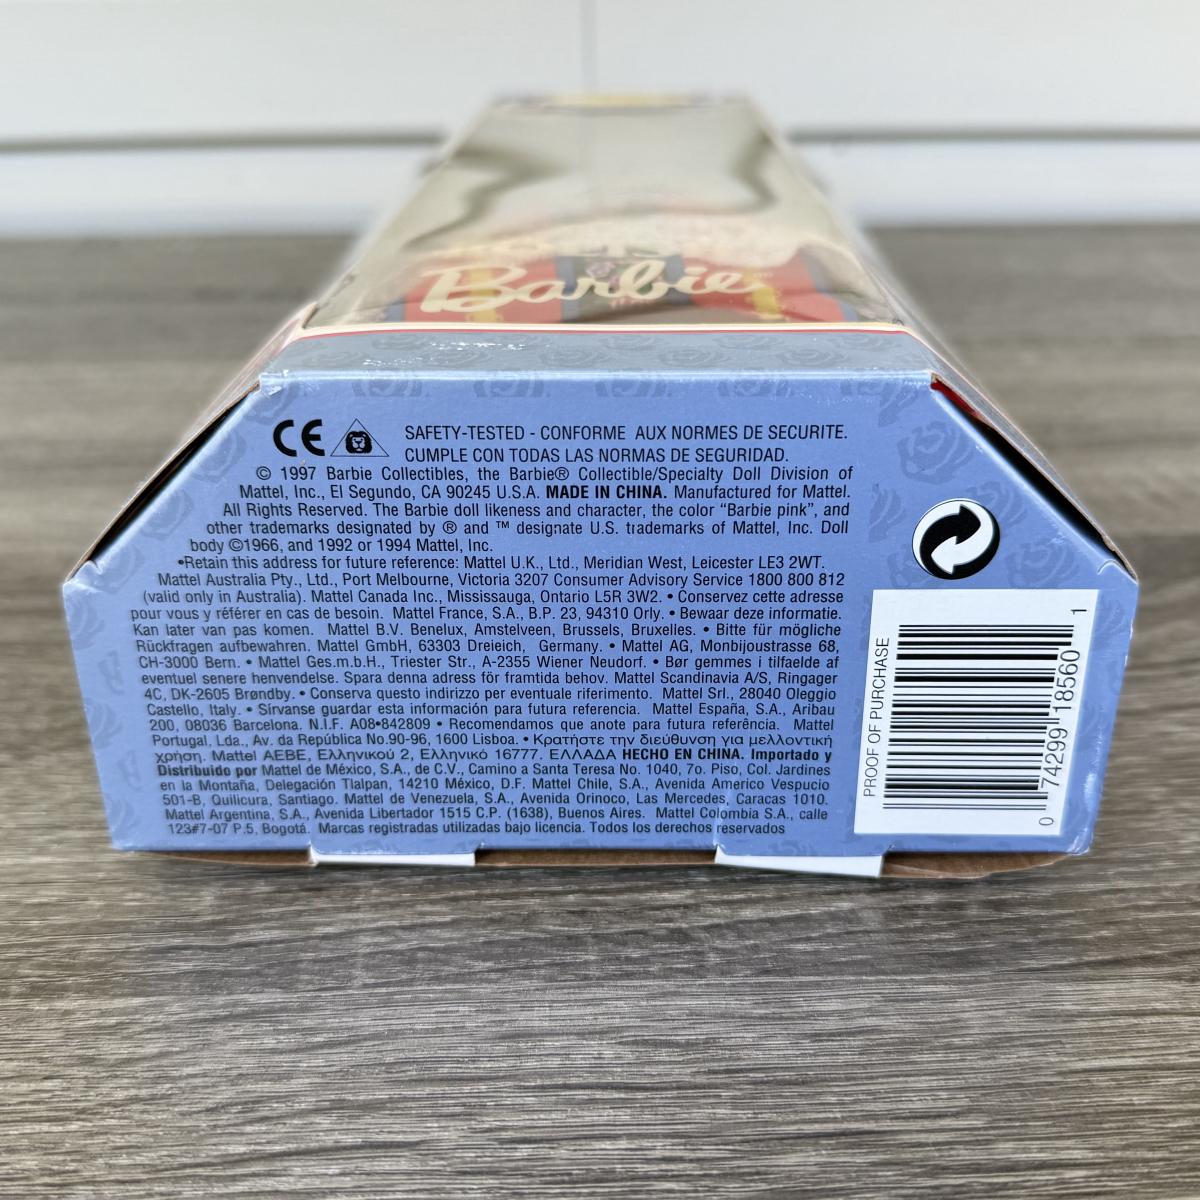 Barbie™
CE
SAFETY-TESTED - CONFORME AUX NORMES DE SECURITE.
CUMPLE CON TODAS LAS NORMAS DE SEGURIDAD.
© 1997 Barbie Collectibles, the Barbie® Collectible/Specialty Doll Division of
Mattel, Inc., El Segundo, CA 90245 U.S.A. MADE IN CHINA. Manufactured for Mattel.
All Rights Reserved. The Barbie doll likeness and character, the color “Barbie pink”, and
other trademarks designated by ® and ™ designate U.S. trademarks of Mattel, Inc. Doll
body ©1966, and 1992 or 1994 Mattel, Inc.
•Retain this address for future reference: Mattel U.K., Ltd., Meridian West, Leicester LE3 2WT.
Mattel Australia Pty., Ltd., Port Melbourne, Victoria 3207 Consumer Advisory Service 1800 800 812
(valid only in Australia). Mattel Canada Inc., Mississauga, Ontario L5R 3W2. • Conservez cette adresse
pour vous y référer en cas de besoin. Mattel France, S.A., B.P. 23, 94310 Orly. • Bewaar deze informatie.
Kan later van pas komen. Mattel B.V. Benelux, Amstelveen, Brussels, Bruxelles. • Bitte für mögliche
Rückfragen aufbewahren. Mattel GmbH, 63303 Dreieich, Germany. • Mattel AG, Monbijoustrasse 68,
CH-3000 Bern. • Mattel Ges.m.b.H., Triester Str., A-2355 Wiener Neudorf. • Bør gemmes i tilfaelde af
eventuel senere henvendelse. Spara denna adress för framtida behov. Mattel Scandinavia A/S, Ringager
4C, DK-2605 Brøndby. • Conserva questo indirizzo per eventuale riferimento. Mattel Srl., 28040 Oleggio
Castello, Italy. • Sírvanse guardar esta información para futura referencia. Mattel España, S.A., Aribau
200, 08036 Barcelona. N.I.F. A08•842809 • Recomendamos que anote para futura referência. Mattel
Portugal, Lda., Av. da República No.90-96, 1600 Lisboa. • Κρατήστε την διεύθυνση για μελλοντική
χρήση. Mattel AEBE, Ελληνικού 2, Ελληνικό 16777. ΕΛΛΑΔΑ HECHO EN CHINA. Importado y
Distribuido por Mattel de México, S.A., de C.V., Camino a Santa Teresa No. 1040, 7o. Piso, Col. Jardines
en la Montaña, Delegación Tlalpan, 14210 México, D.F. Mattel Chile, S.A., Avenida Americo Vespucio
501-B, Quilicura, Santiago. Mattel de Venezuela, S.A., Avenida Orinoco, Las Mercedes, Caracas 1010.
Mattel Argentina, S.A., Avenida Libertador 1515 C.P. (1638), Buenos Aires. Mattel Colombia S.A., calle
123#7-07 P.5, Bogotá. Marcas registradas utilizadas bajo licencia. Todos los derechos reservados
PROOF OF PURCHASE
0 74299 18560 1